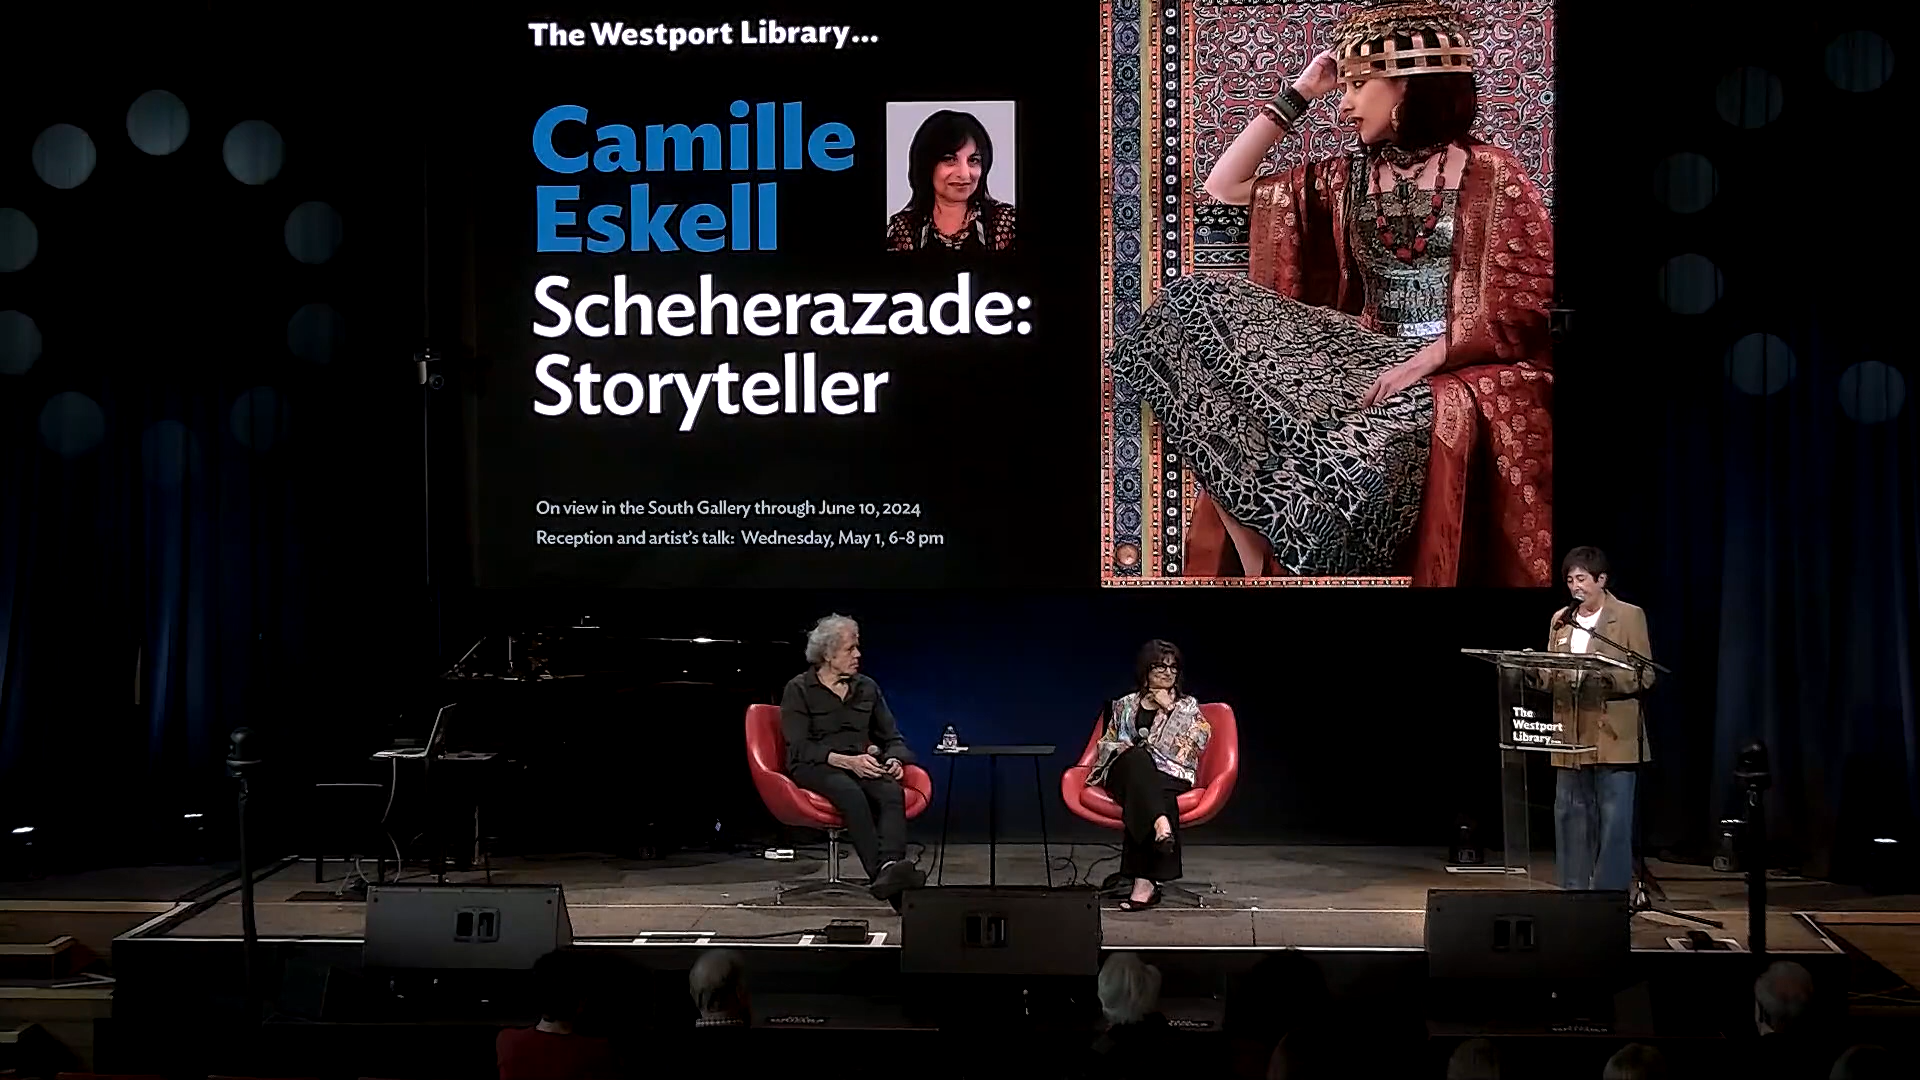 The Westport Library...
Camille
Eskell
Scheherazade:
Storyteller
On view in the South Gallery through June 10, 2024
Reception and artist's talk: Wednesday, May 1, 6-8 pm
The
Westport
Library...